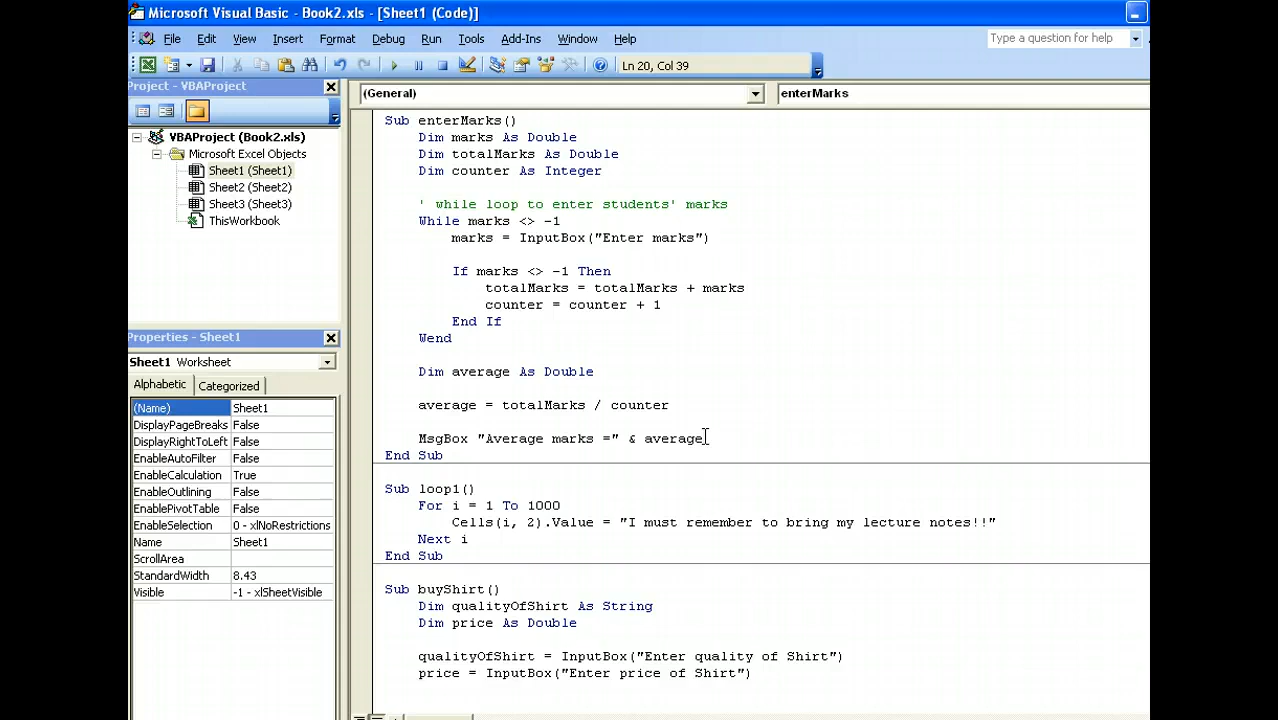 Microsoft Visual Basic - Book2.xls - [Sheet1 (Code)]
File Edit View Insert Format Debug Run Tools Add-Ins Window Help Type a question for help
Ln 20, Col 39
Project - VBAProject
(General) enterMarks
VBAProject (Book2.xls)
Microsoft Excel Objects
Sheet1 (Sheet1)
Sheet2 (Sheet2)
Sheet3 (Sheet3)
ThisWorkbook
Properties - Sheet1
Sheet1 Worksheet
Alphabetic Categorized
(Name) Sheet1
DisplayPageBreaks False
DisplayRightToLeft False
EnableAutoFilter False
EnableCalculation True
EnableOutlining False
EnablePivotTable False
EnableSelection 0 - xlNoRestrictions
Name Sheet1
ScrollArea
StandardWidth 8.43
Visible -1 - xlSheetVisible
Sub enterMarks()
Dim marks As Double
Dim totalMarks As Double
Dim counter As Integer
' while loop to enter students' marks
While marks <> -1
marks = InputBox("Enter marks")
If marks <> -1 Then
totalMarks = totalMarks + marks
counter = counter + 1
End If
Wend
Dim average As Double
average = totalMarks / counter
MsgBox "Average marks =" & average
End Sub
Sub loop1()
For i = 1 To 1000
Cells(i, 2).Value = "I must remember to bring my lecture notes!!"
Next i
End Sub
Sub buyShirt()
Dim qualityOfShirt As String
Dim price As Double
qualityOfShirt = InputBox("Enter quality of Shirt")
price = InputBox("Enter price of Shirt")